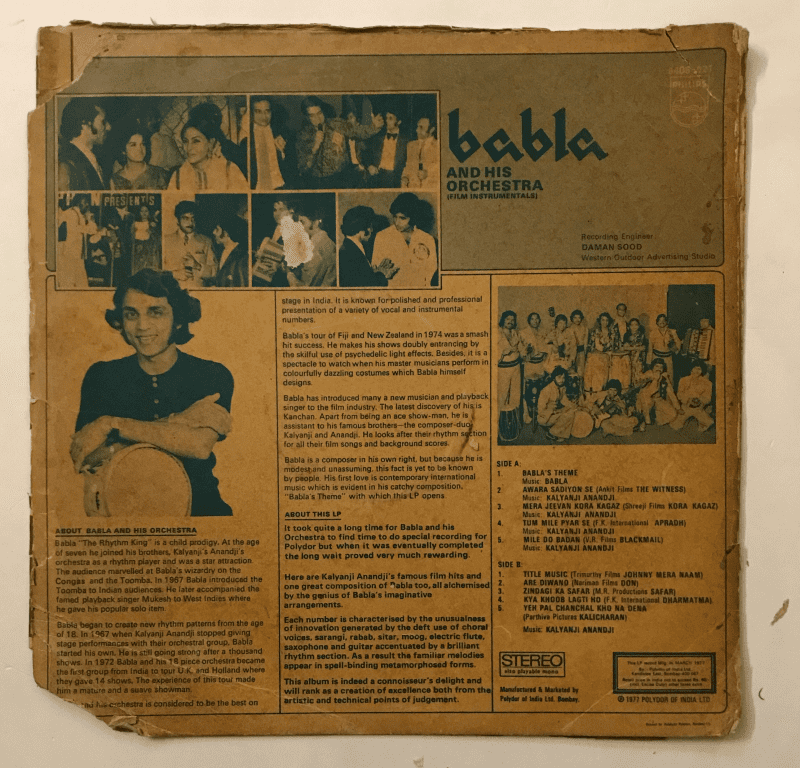 PHILIPS
babla
AND HIS
ORCHESTRA
(FILM INSTRUMENTALS)
Recording Engineer:
DAMAN SOOD
Western Outdoor Advertising Studio
N PRESENTS
ABOUT BABLA AND HIS ORCHESTRA
Babla "The Rhythm King" is a child prodigy. At the age
of seven he joined his brothers, Kalyanji's Anandji's
orchestra as a rhythm player and was a star attraction.
The audience marvelled at Babla's wizardry on the
Congas and the Toomba. In 1967 Babla introduced the
Toomba to Indian audiences. He later accompanied the
famed playback singer Mukesh to West Indies where
he gave his popular solo item.
Babla began to create new rhythm patterns from the age
of 18. In 1967 when Kalyanji Anandji stopped giving
stage performances with their orchestral group, Babla
started his own. He is still going strong after a thousand
shows. In 1972 Babla and his 16 piece orchestra became
the first group from India to tour U.K. and Holland where
they gave 14 shows. The experience of this tour made
him a mature and a suave showman.
his orchestra is considered to be the best on
stage in India. It is known for polished and professional
presentation of a variety of vocal and instrumental
numbers.
Babla's tour of Fiji and New Zealand in 1974 was a smash
hit success. He makes his shows doubly entrancing by
the skilful use of psychedelic light effects. Besides, it is a
spectacle to watch when his master musicians perform in
colourfully dazzling costumes which Babla himself
designs.
Babla has introduced many a new musician and playback
singer to the film industry. The latest discovery of his is
Kanchan. Apart from being an ace show-man, he is
assistant to his famous brothers—the composer-duo
Kalyanji and Anandji. He looks after their rhythm section
for all their film songs and background scores.
Babla is a composer in his own right, but because he is
modest and unassuming, this fact is yet to be known
by people. His first love is contemporary international
music which is evident in his catchy composition,
"Babla's Theme" with which this LP opens.
ABOUT THIS LP
It took quite a long time for Babla and his
Orchestra to find time to do special recording for
Polydor but when it was eventually completed
the long wait proved very much rewarding.
Here are Kalyanji Anandji's famous film hits and
one great composition of "abla too, all alchemised
by the genius of Babla's imaginative
arrangements.
Each number is characterised by the unusualness
of innovation generated by the deft use of choral
voices, sarangi, rabab, sitar, moog, electric flute,
saxophone and guitar accentuated by a brilliant
rhythm section. As a result the familiar melodies
appear in spell-binding metamorphosed forms.
This album is indeed a connoisseur's delight and
will rank as a creation of excellence both from the
artistic and technical points of judgement.
SIDE A:
1. BABLA'S THEME
Music: BABLA
2. AWARA SADIYON SE (Ankit Films THE WITNESS)
Music: KALYANJI ANANDJI.
3. MERA JEEVAN KORA KAGAZ (Shreeji Films KORA KAGAZ)
Music: KALYANJI ANANDJI
4. TUM MILE PYAR SE (F.K. International APRADH)
Music: KALYANJI ANANDJI
5. MILE DO BADAN (V.R. Films BLACKMAIL)
Music: KALYANJI ANANDJI
SIDE B:
1. TITLE MUSIC (Trimurthy Films JOHNNY MERA NAAM)
2. ARE DIWANO (Nariman Films DON)
3. ZINDAGI KA SAFAR (M.R. Productions SAFAR)
4. KYA KHOOB LAGTI HO (F.K. International DHARMATMA)
5. YEH PAL CHANCHAL KHO NA DENA
(Parthiva Pictures KALICHARAN)
Music: KALYANJI ANANDJI
STEREO
also playable mono
Manufactured & Marketed by
Polydor of India Ltd. Bombay.
℗ 1977 POLYDOR OF INDIA LTD